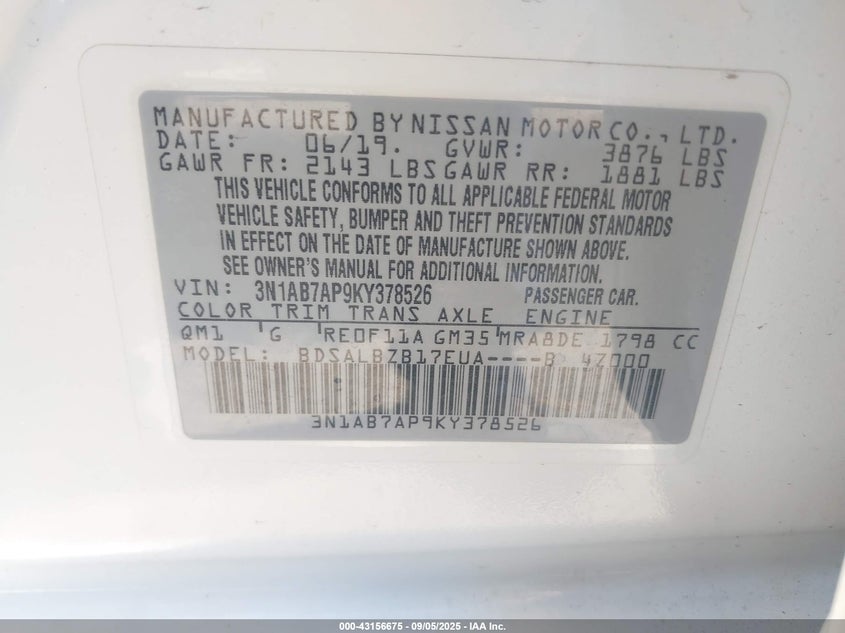 MANUFACTURED BY NISSAN MOTOR CO., LTD.
DATE: 06/19. GVWR: 3876 LBS
GAWR FR: 2143 LBS GAWR RR: 1881 LBS
THIS VEHICLE CONFORMS TO ALL APPLICABLE FEDERAL MOTOR
VEHICLE SAFETY, BUMPER AND THEFT PREVENTION STANDARDS
IN EFFECT ON THE DATE OF MANUFACTURE SHOWN ABOVE.
SEE OWNER'S MANUAL FOR ADDITIONAL INFORMATION.
VIN: 3N1AB7AP9KY378526 PASSENGER CAR.
COLOR TRIM TRANS AXLE ENGINE
QM1 G RE0F11A GM35 MRA8DE 1798 CC
MODEL: BDSALBZB17EUA----B 4Z000
3N1AB7AP9KY378526
000-43156675 - 09/05/2025 - IAA Inc.